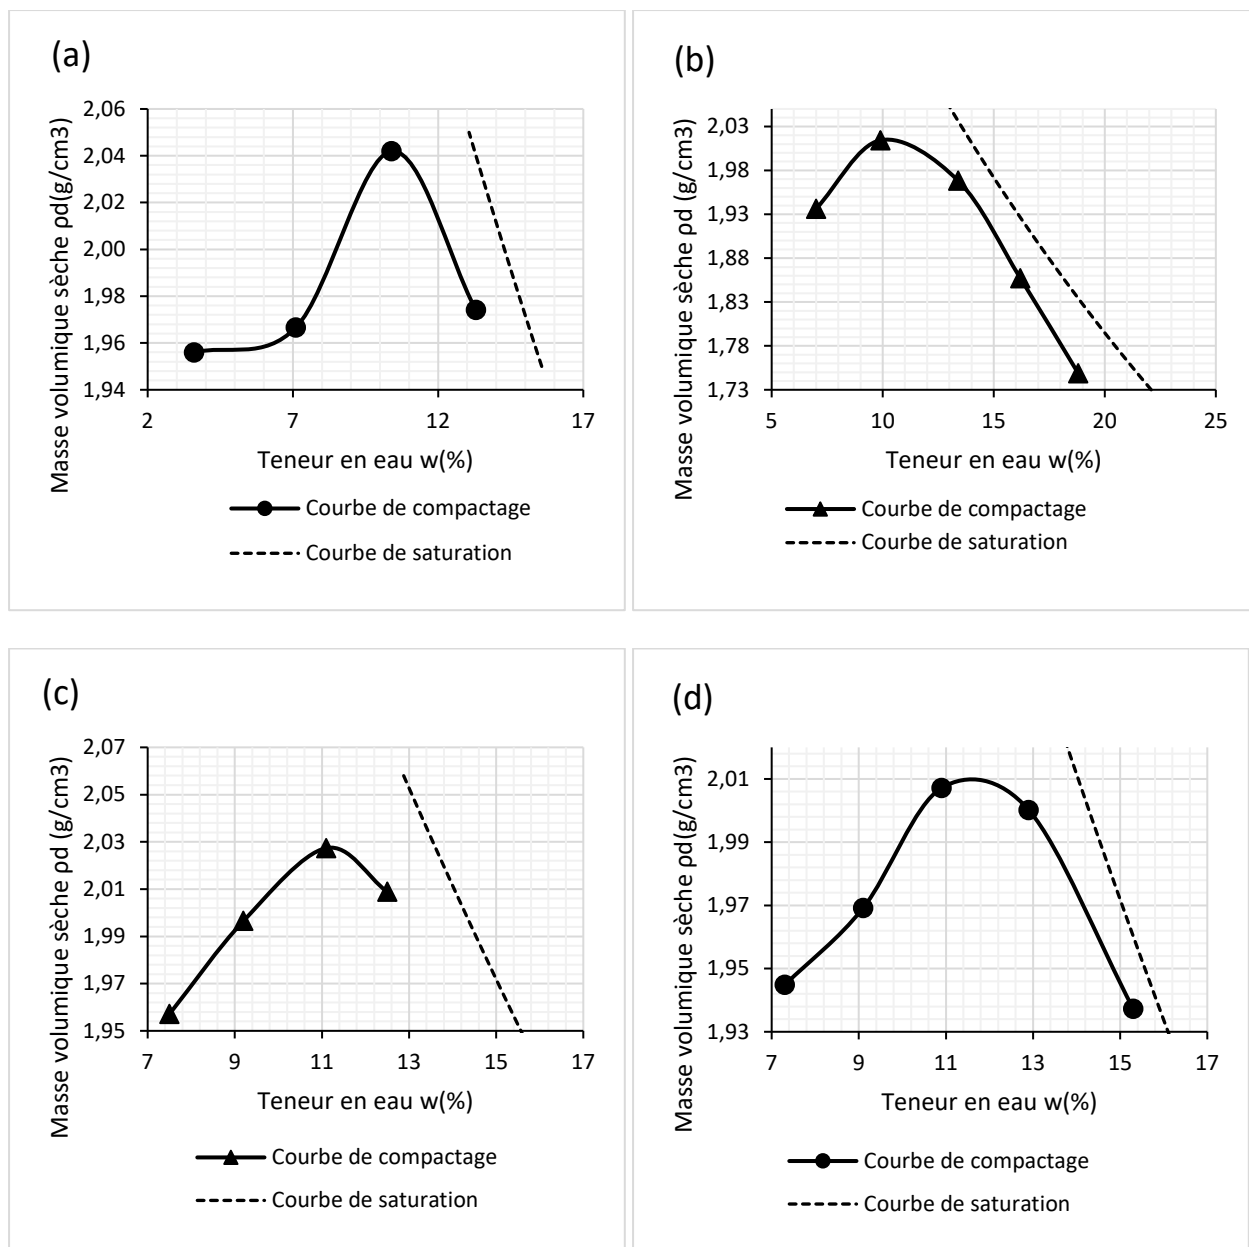 (a)
Masse volumique sèche ρd(g/cm3)
2,06
2,04
2,02
2,00
1,98
1,96
1,94
2 7 12 17
Teneur en eau w(%)
Courbe de compactage
Courbe de saturation
(b)
Masse volumique sèche ρd (g/cm3)
2,03
1,98
1,93
1,88
1,83
1,78
1,73
5 10 15 20 25
Teneur en eau w(%)
Courbe de compactage
Courbe de saturation
(c)
Masse volumique sèche ρd (g/cm3)
2,07
2,05
2,03
2,01
1,99
1,97
1,95
7 9 11 13 15 17
Teneur en eau w(%)
Courbe de compactage
Courbe de saturation
(d)
Masse volumique sèche ρd(g/cm3)
2,01
1,99
1,97
1,95
1,93
7 9 11 13 15 17
Teneur en eau w(%)
Courbe de compactage
Courbe de saturation